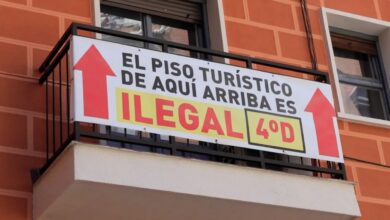 EL PISO TURÍSTICO
DE AQUÍ ARRIBA ES
ILEGAL 4ºD